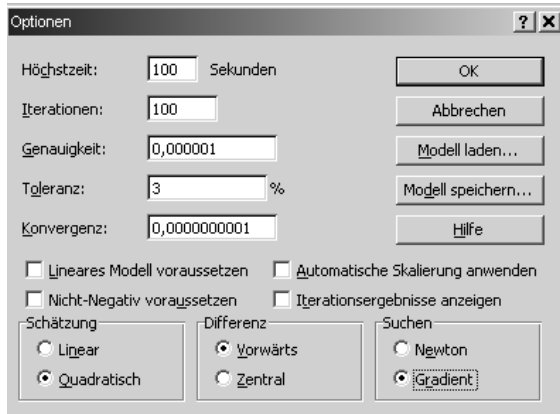 Optionen
Höchstzeit: 100 Sekunden OK
Iterationen: 100 Abbrechen
Genauigkeit: 0,000001 Modell laden...
Toleranz: 3 % Modell speichern...
Konvergenz: 0,0000000001 Hilfe
Lineares Modell voraussetzen Automatische Skalierung anwenden
Nicht-Negativ voraussetzen Iterationsergebnisse anzeigen
Schätzung Differenz Suchen
Linear Vorwärts Newton
Quadratisch Zentral Gradient